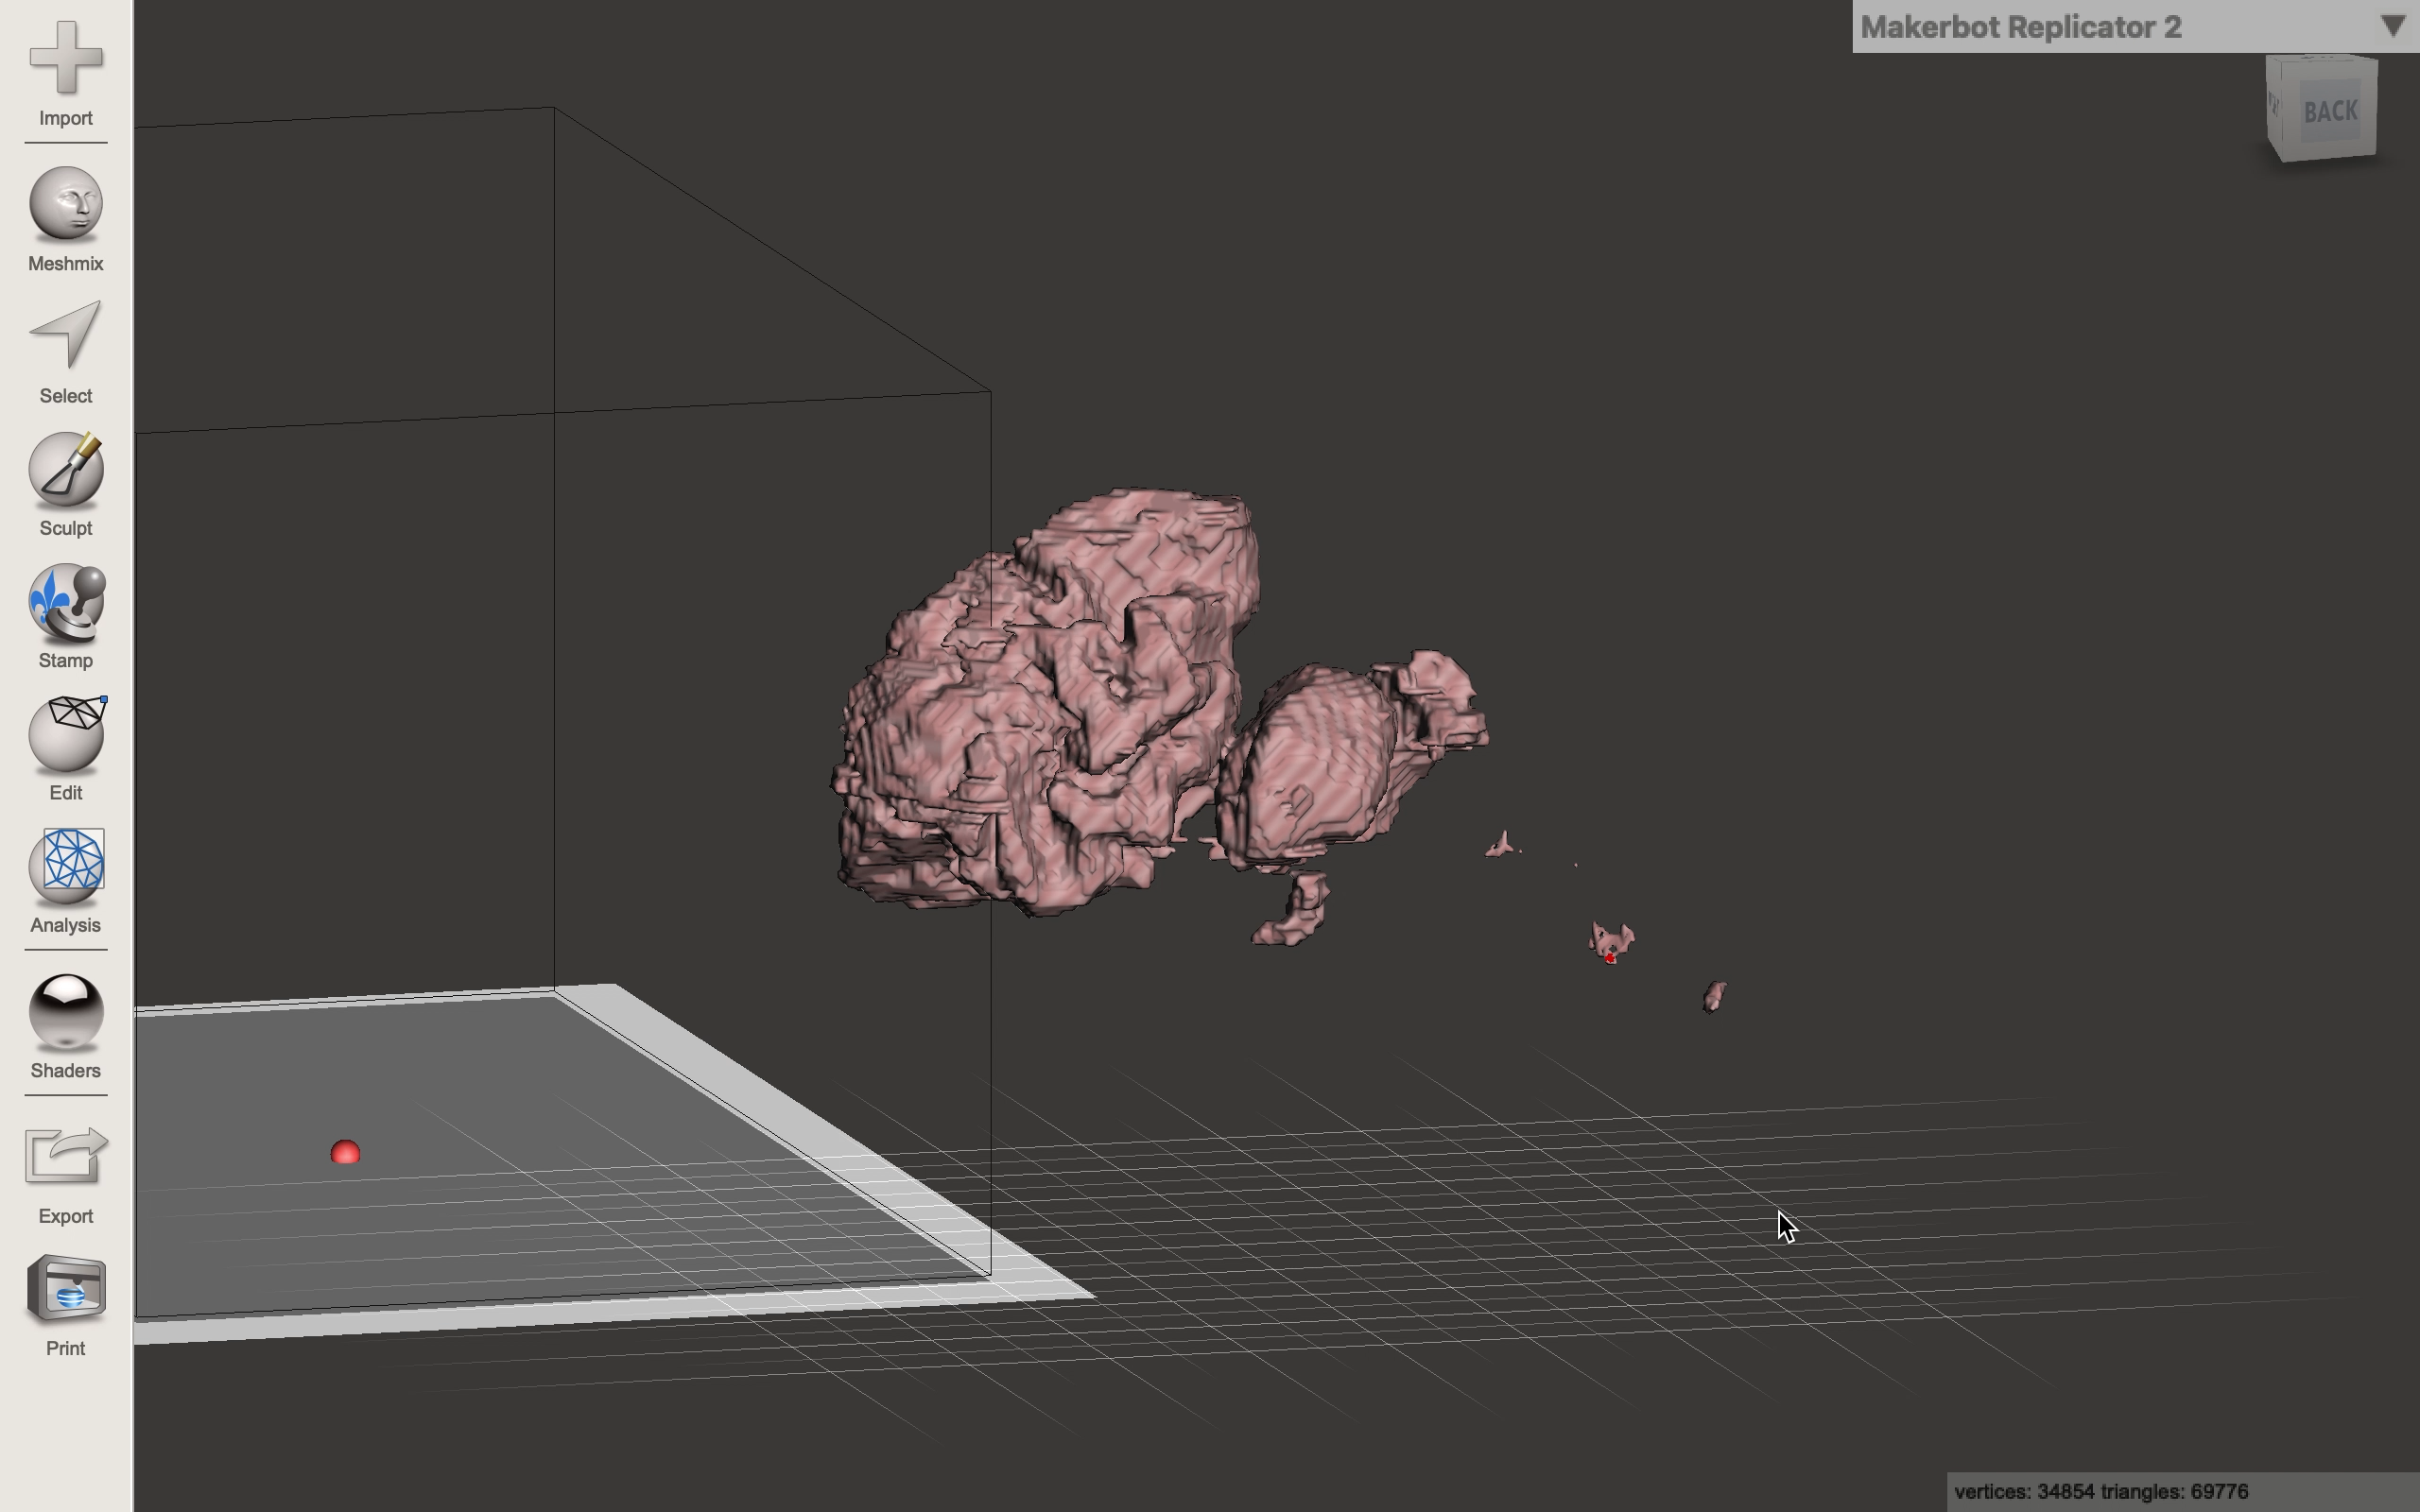 Import
Meshmix
Select
Sculpt
Stamp
Edit
Analysis
Shaders
Export
Print
Makerbot Replicator 2
BACK
vertices: 34854 triangles: 69776